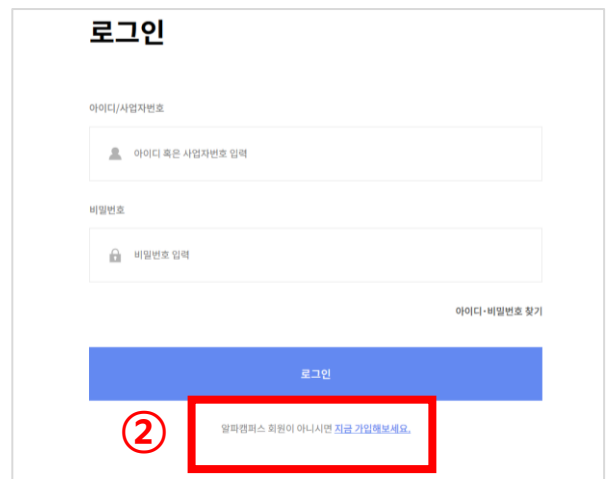 로그인
아이디/사업자번호
아이디 혹은 사업자번호 입력
비밀번호
비밀번호 입력
아이디·비밀번호 찾기
로그인
② 알파캠퍼스 회원이 아니시면 지금 가입해보세요.